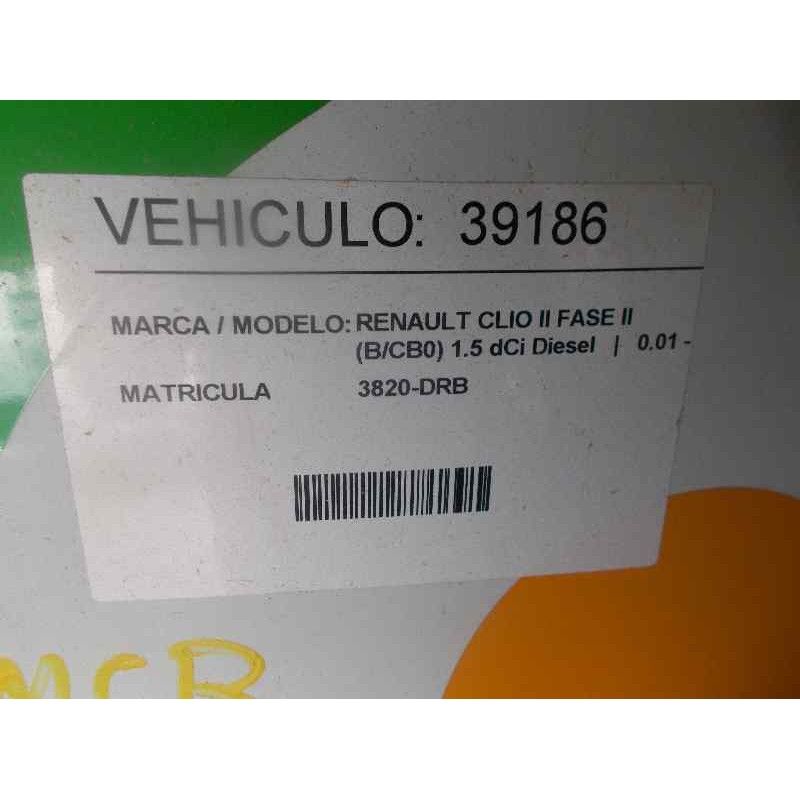 VEHICULO: 39186
MARCA / MODELO: RENAULT CLIO II FASE II
(B/CB0) 1.5 dCi Diesel | 0.01 -
MATRICULA 3820-DRB
MCB